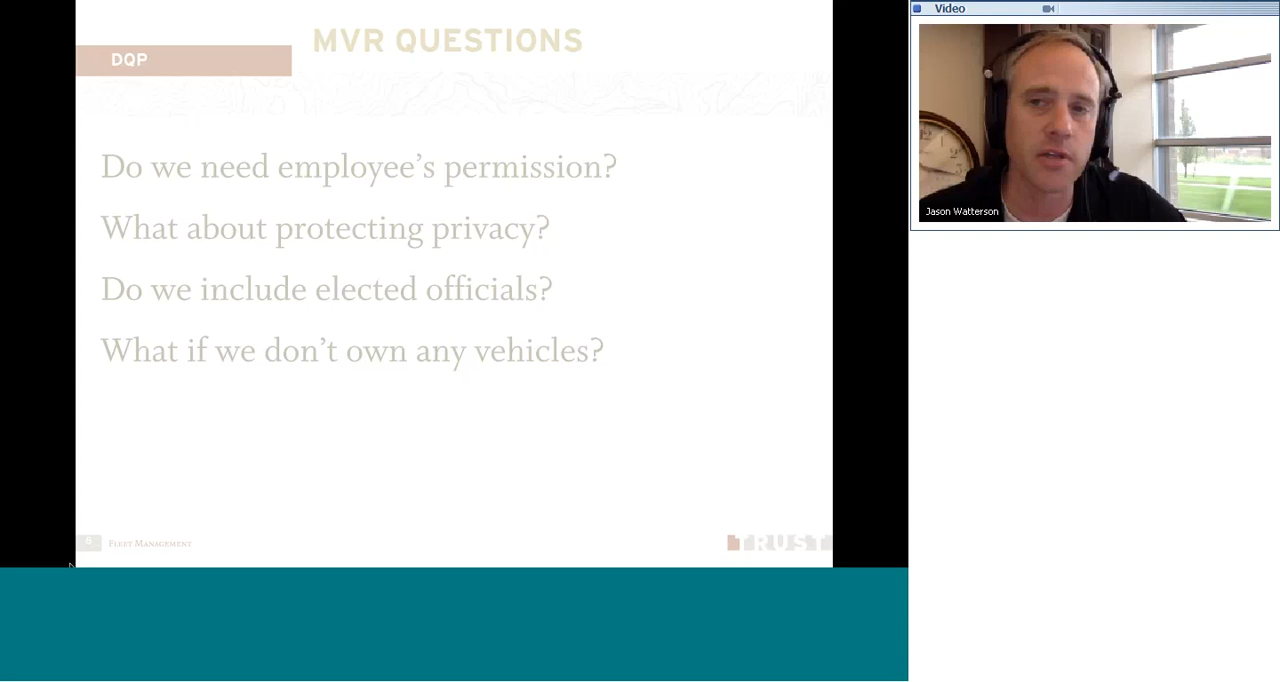 Video
MVR QUESTIONS
DQP
Do we need employee's permission?
What about protecting privacy?
Do we include elected officials?
What if we don't own any vehicles?
Jason Watterson
Fleet Management
TRUST